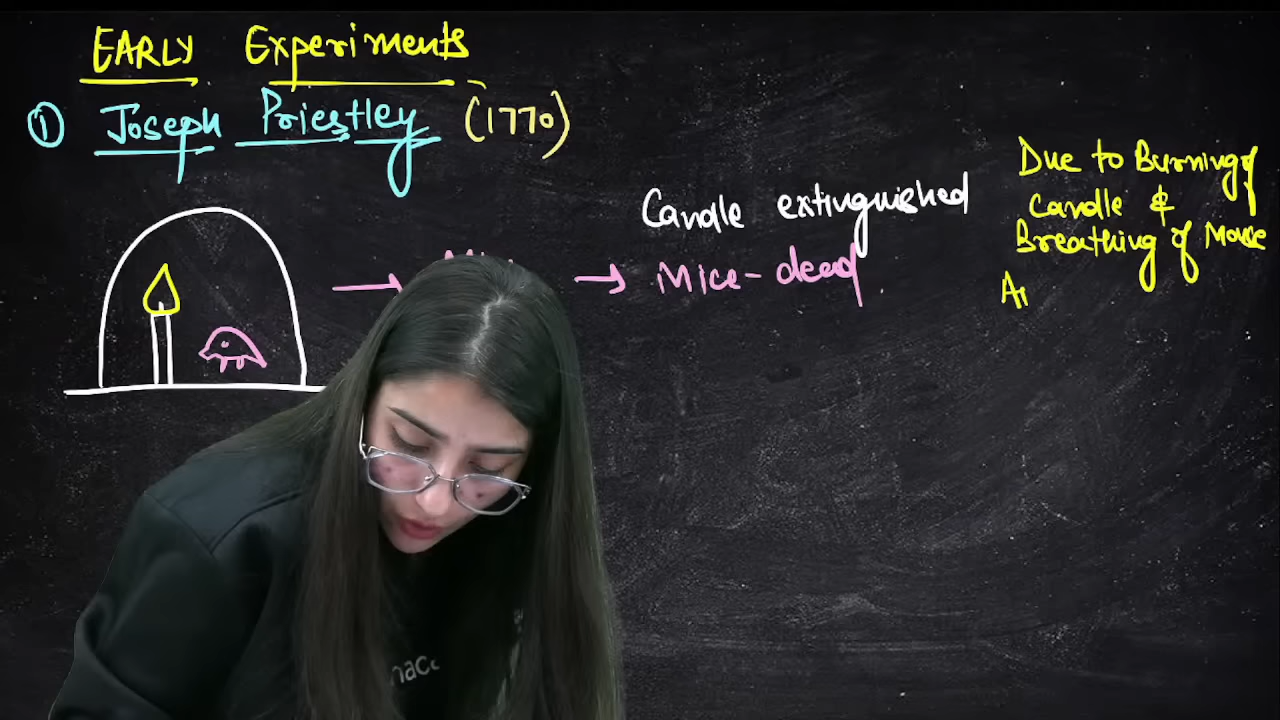 EARLY Experiments
① Joseph Priestley (1770)
Candle extinguished
→ → Mice-dead
Due to Burning of
Candle &
Breathing of Mouse